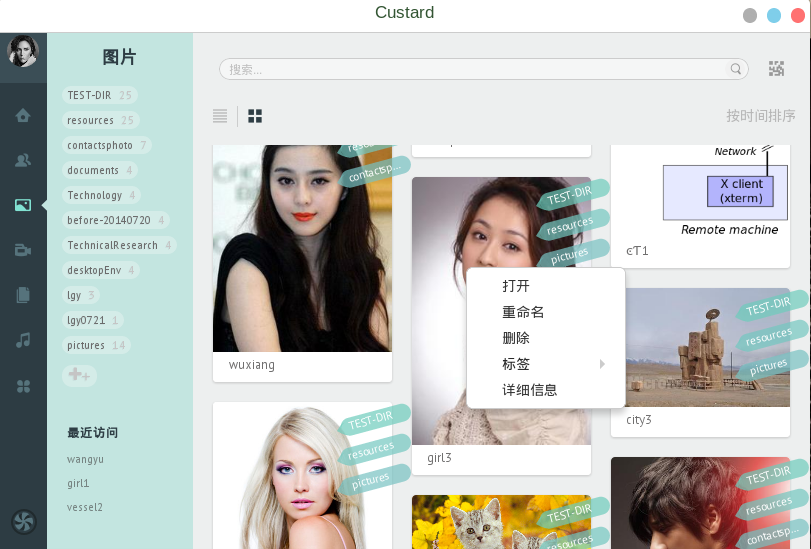 Custard
图片
TEST-DIR 25
resources 25
contactsphoto 7
documents 4
Technology 4
before-20140720 4
TechnicalResearch 4
desktopEnv 4
lgy 3
lgy0721 1
pictures 14
最近访问
wangyu
girl1
vessel2
搜索...
按时间排序
contactsp...
wuxiang
TEST-DIR
resources
pictures
TEST-DIR
resources
pictures
打开
重命名
删除
标签
详细信息
girl3
TEST-DIR
resources
Network
X client
(xterm)
Remote machine
TEST-DIR
resources
pictures
city3
TEST-DIR
resources
contactsp...